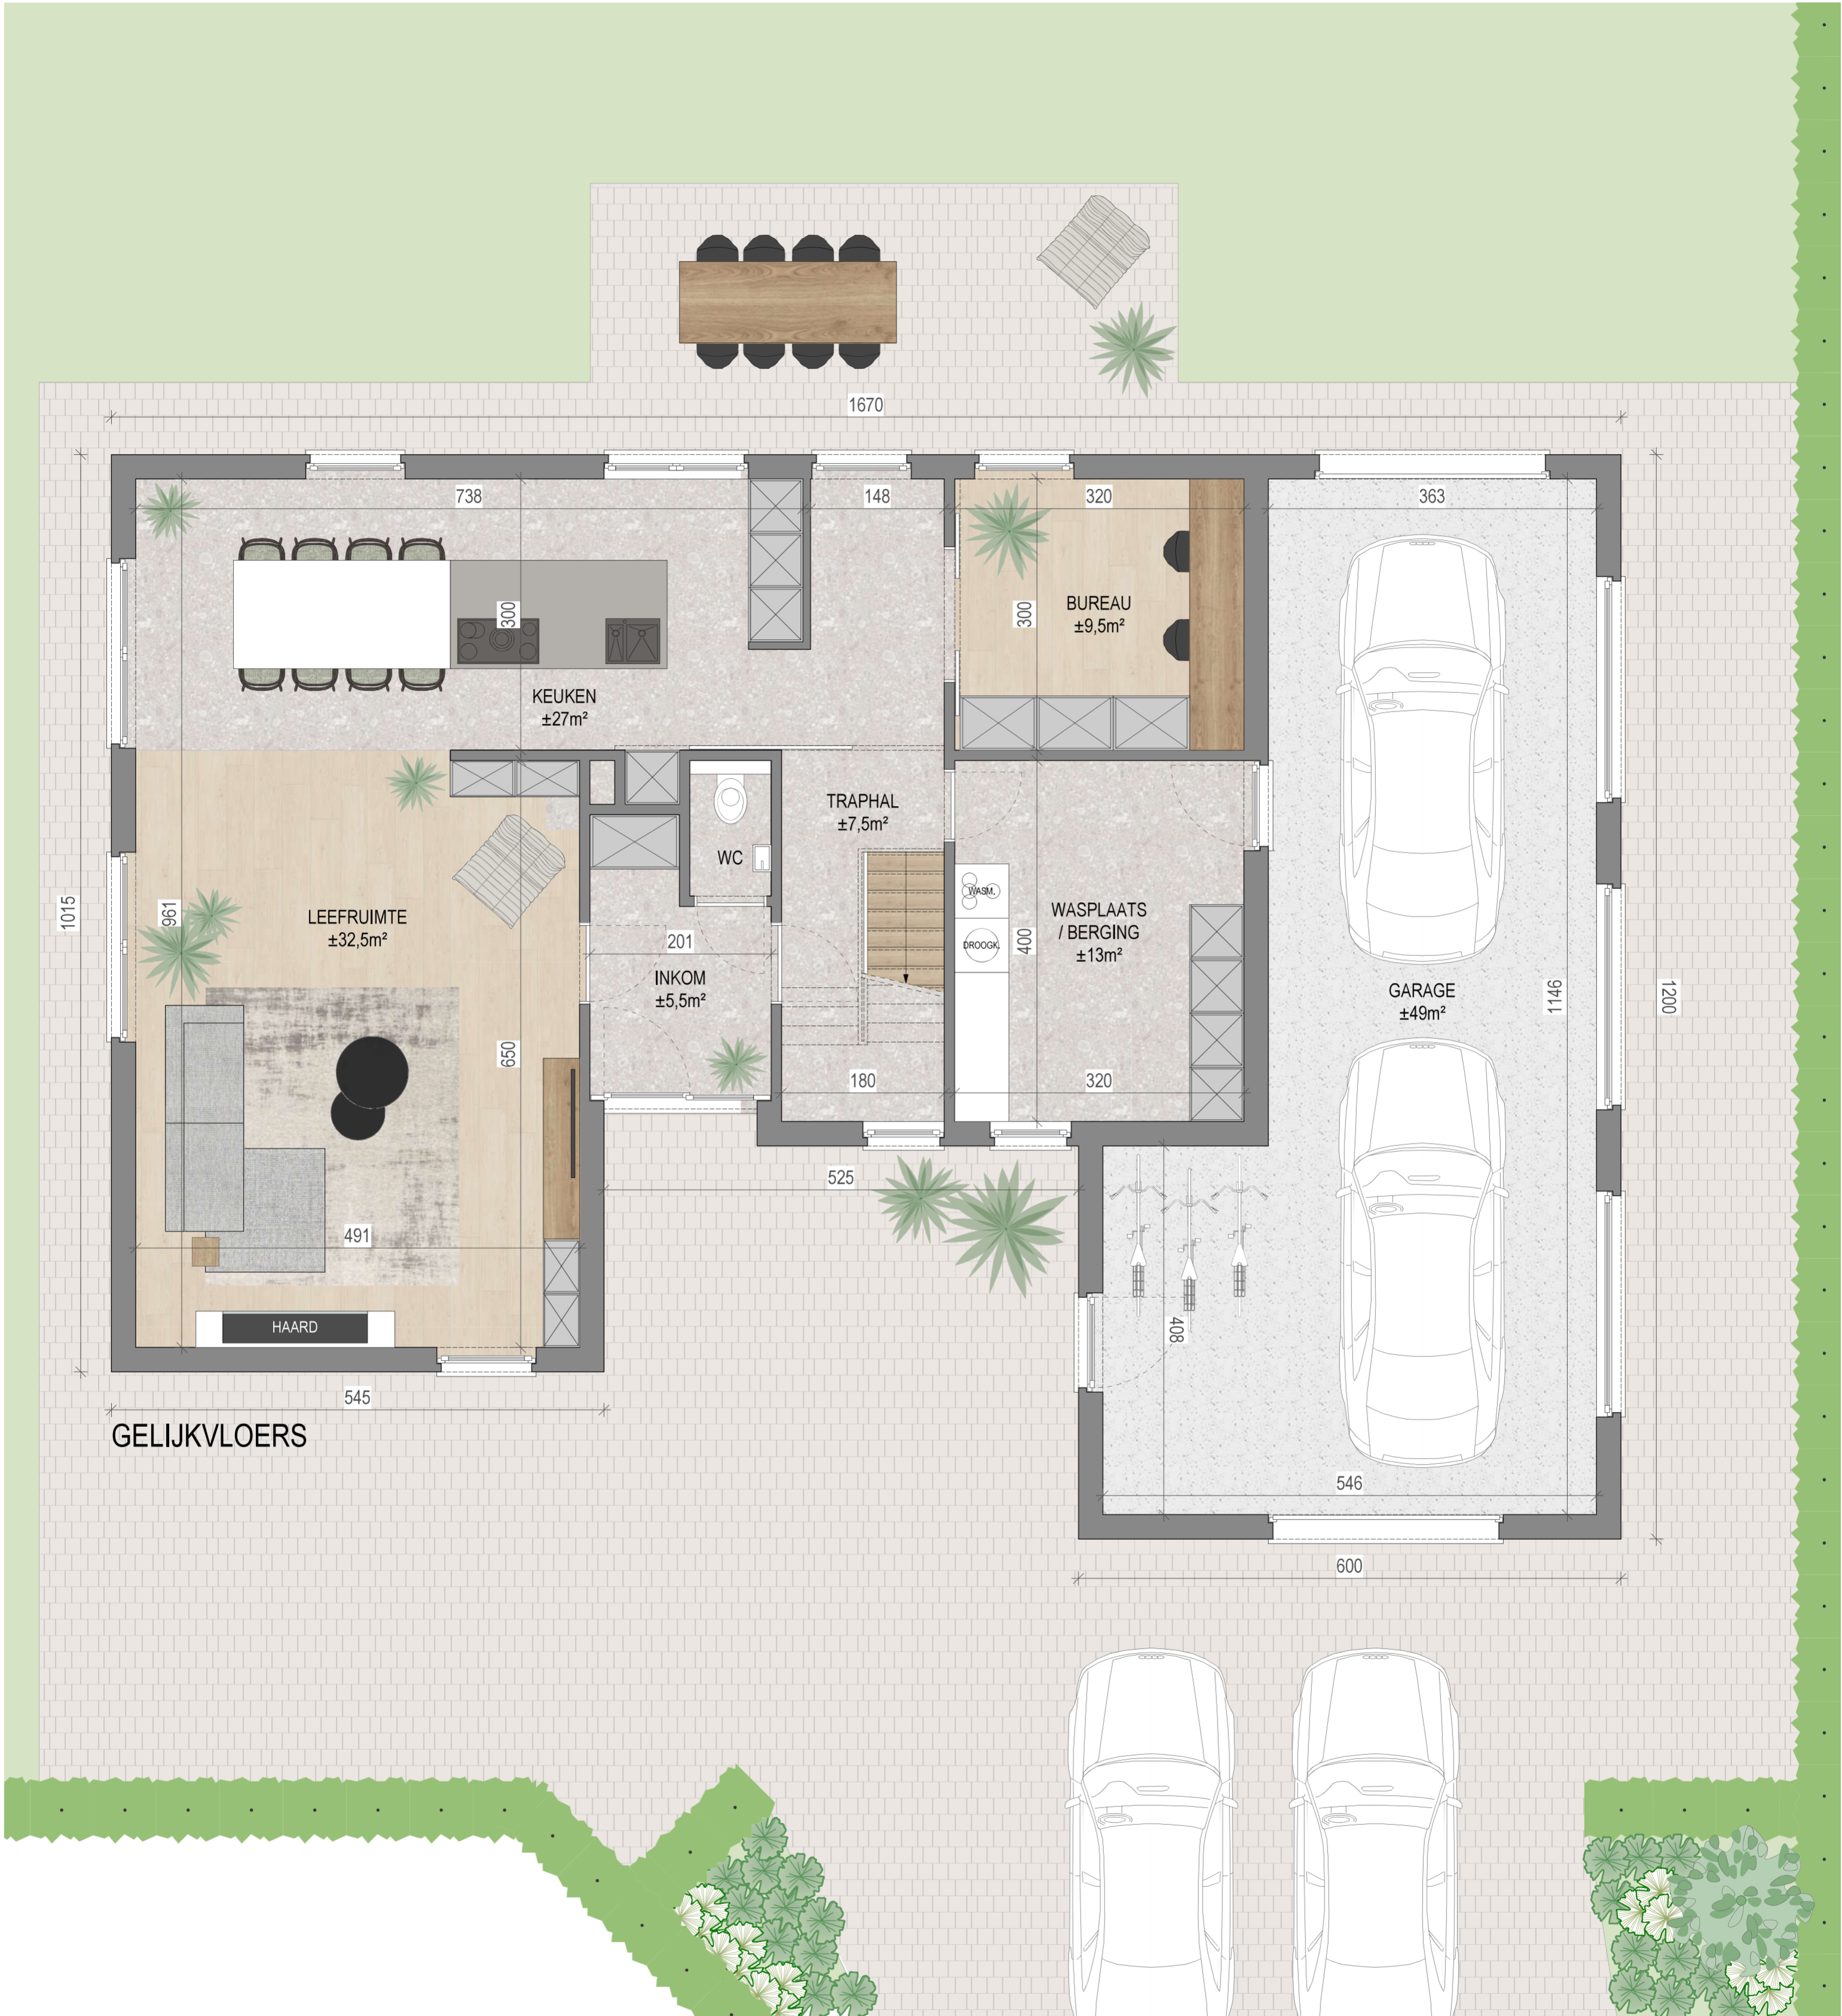 1670
738
148
320
363
300
300
BUREAU
±9,5m²
KEUKEN
±27m²
TRAPHAL
±7,5m²
WC
WASM.
WASPLAATS
/ BERGING
±13m²
DROOGK.
400
LEEFRUIMTE
±32,5m²
961
1015
201
INKOM
±5,5m²
GARAGE
±49m²
1146
1200
650
180
320
525
491
HAARD
408
545
GELIJKVLOERS
546
600